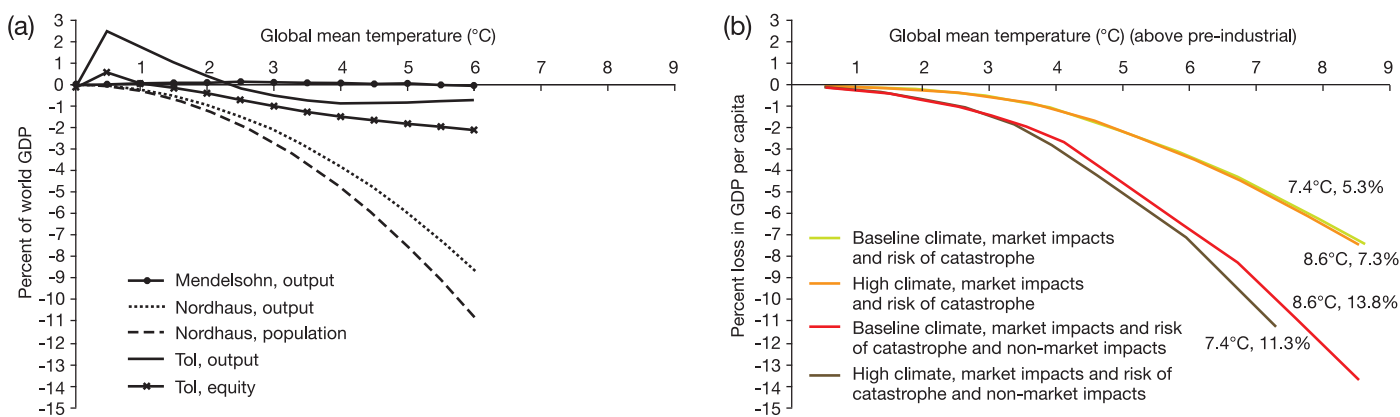 (a)
Global mean temperature (°C)
3
2
1
0
-1
-2
-3
-4
-5
-6
-7
-8
-9
-10
-11
-12
-13
-14
-15
1 2 3 4 5 6 7 8 9
Percent of world GDP
Mendelsohn, output
Nordhaus, output
Nordhaus, population
Tol, output
Tol, equity
(b)
Global mean temperature (°C) (above pre-industrial)
3
2
1
0
-1
-2
-3
-4
-5
-6
-7
-8
-9
-10
-11
-12
-13
-14
-15
1 2 3 4 5 6 7 8 9
Percent loss in GDP per capita
7.4°C, 5.3%
8.6°C, 7.3%
8.6°C, 13.8%
7.4°C, 11.3%
Baseline climate, market impacts
and risk of catastrophe
High climate, market impacts
and risk of catastrophe
Baseline climate, market impacts and risk
of catastrophe and non-market impacts
High climate, market impacts and risk of
catastrophe and non-market impacts